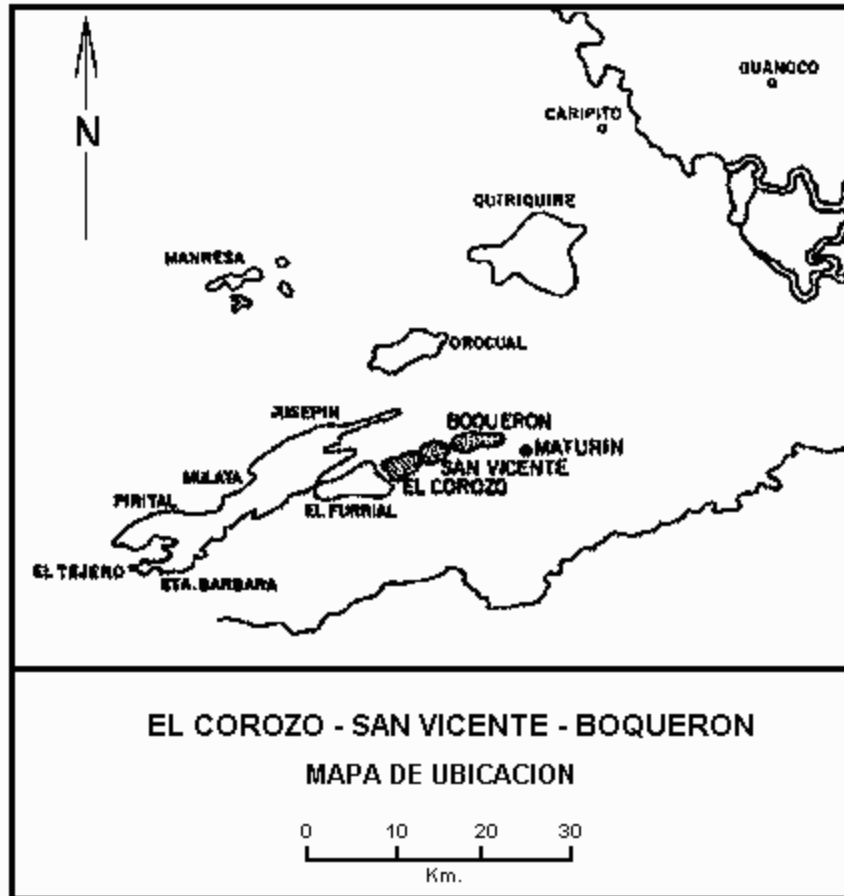 N
GUANOCO
CARIPITO
QUIRIQUIRE
MANRESA
OROCUAL
JUSEPIN
BOQUERON
MATURIN
MULATA
SAN VICENTE
EL COROZO
PIRITAL
EL FURRIAL
EL TEJERO
STA. BARBARA
EL COROZO - SAN VICENTE - BOQUERON
MAPA DE UBICACION
0 10 20 30
Km.